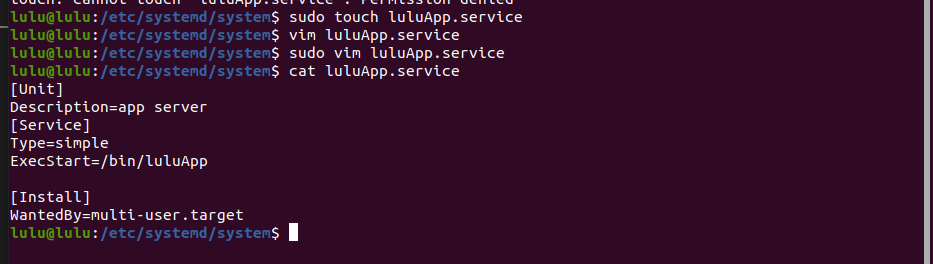 touch: cannot touch 'luluApp.service': Permission denied
lulu@lulu:/etc/systemd/system$ sudo touch luluApp.service
lulu@lulu:/etc/systemd/system$ vim luluApp.service
lulu@lulu:/etc/systemd/system$ sudo vim luluApp.service
lulu@lulu:/etc/systemd/system$ cat luluApp.service
[Unit]
Description=app server
[Service]
Type=simple
ExecStart=/bin/luluApp
[Install]
WantedBy=multi-user.target
lulu@lulu:/etc/systemd/system$